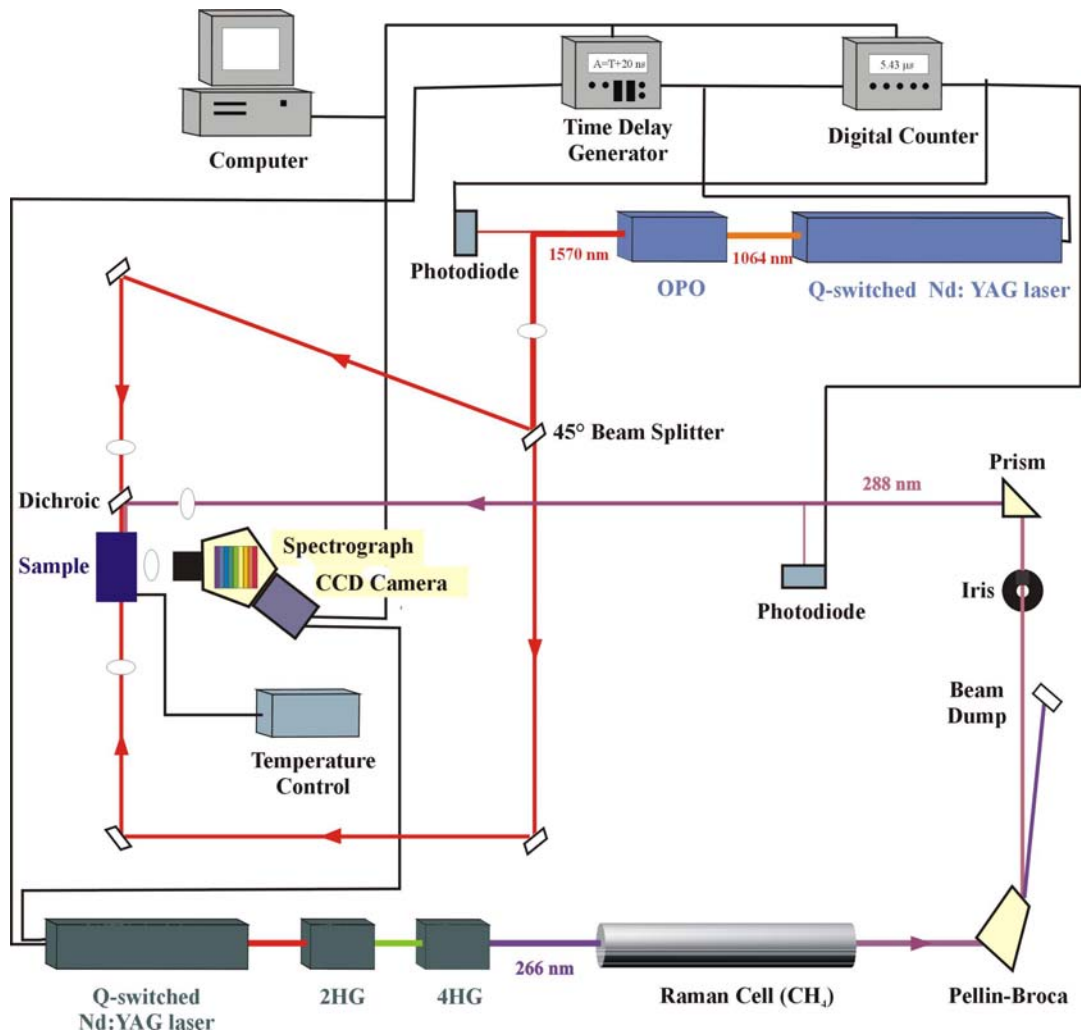 A=T+20 ns
5.43 µs
Computer
Time Delay
Generator
Digital Counter
Photodiode
1570 nm
1064 nm
OPO
Q-switched Nd: YAG laser
45° Beam Splitter
Prism
Dichroic
288 nm
Sample
Spectrograph
CCD Camera
Photodiode
Iris
Beam
Dump
Temperature
Control
266 nm
Q-switched
Nd:YAG laser
2HG
4HG
Raman Cell (CH₄)
Pellin-Broca